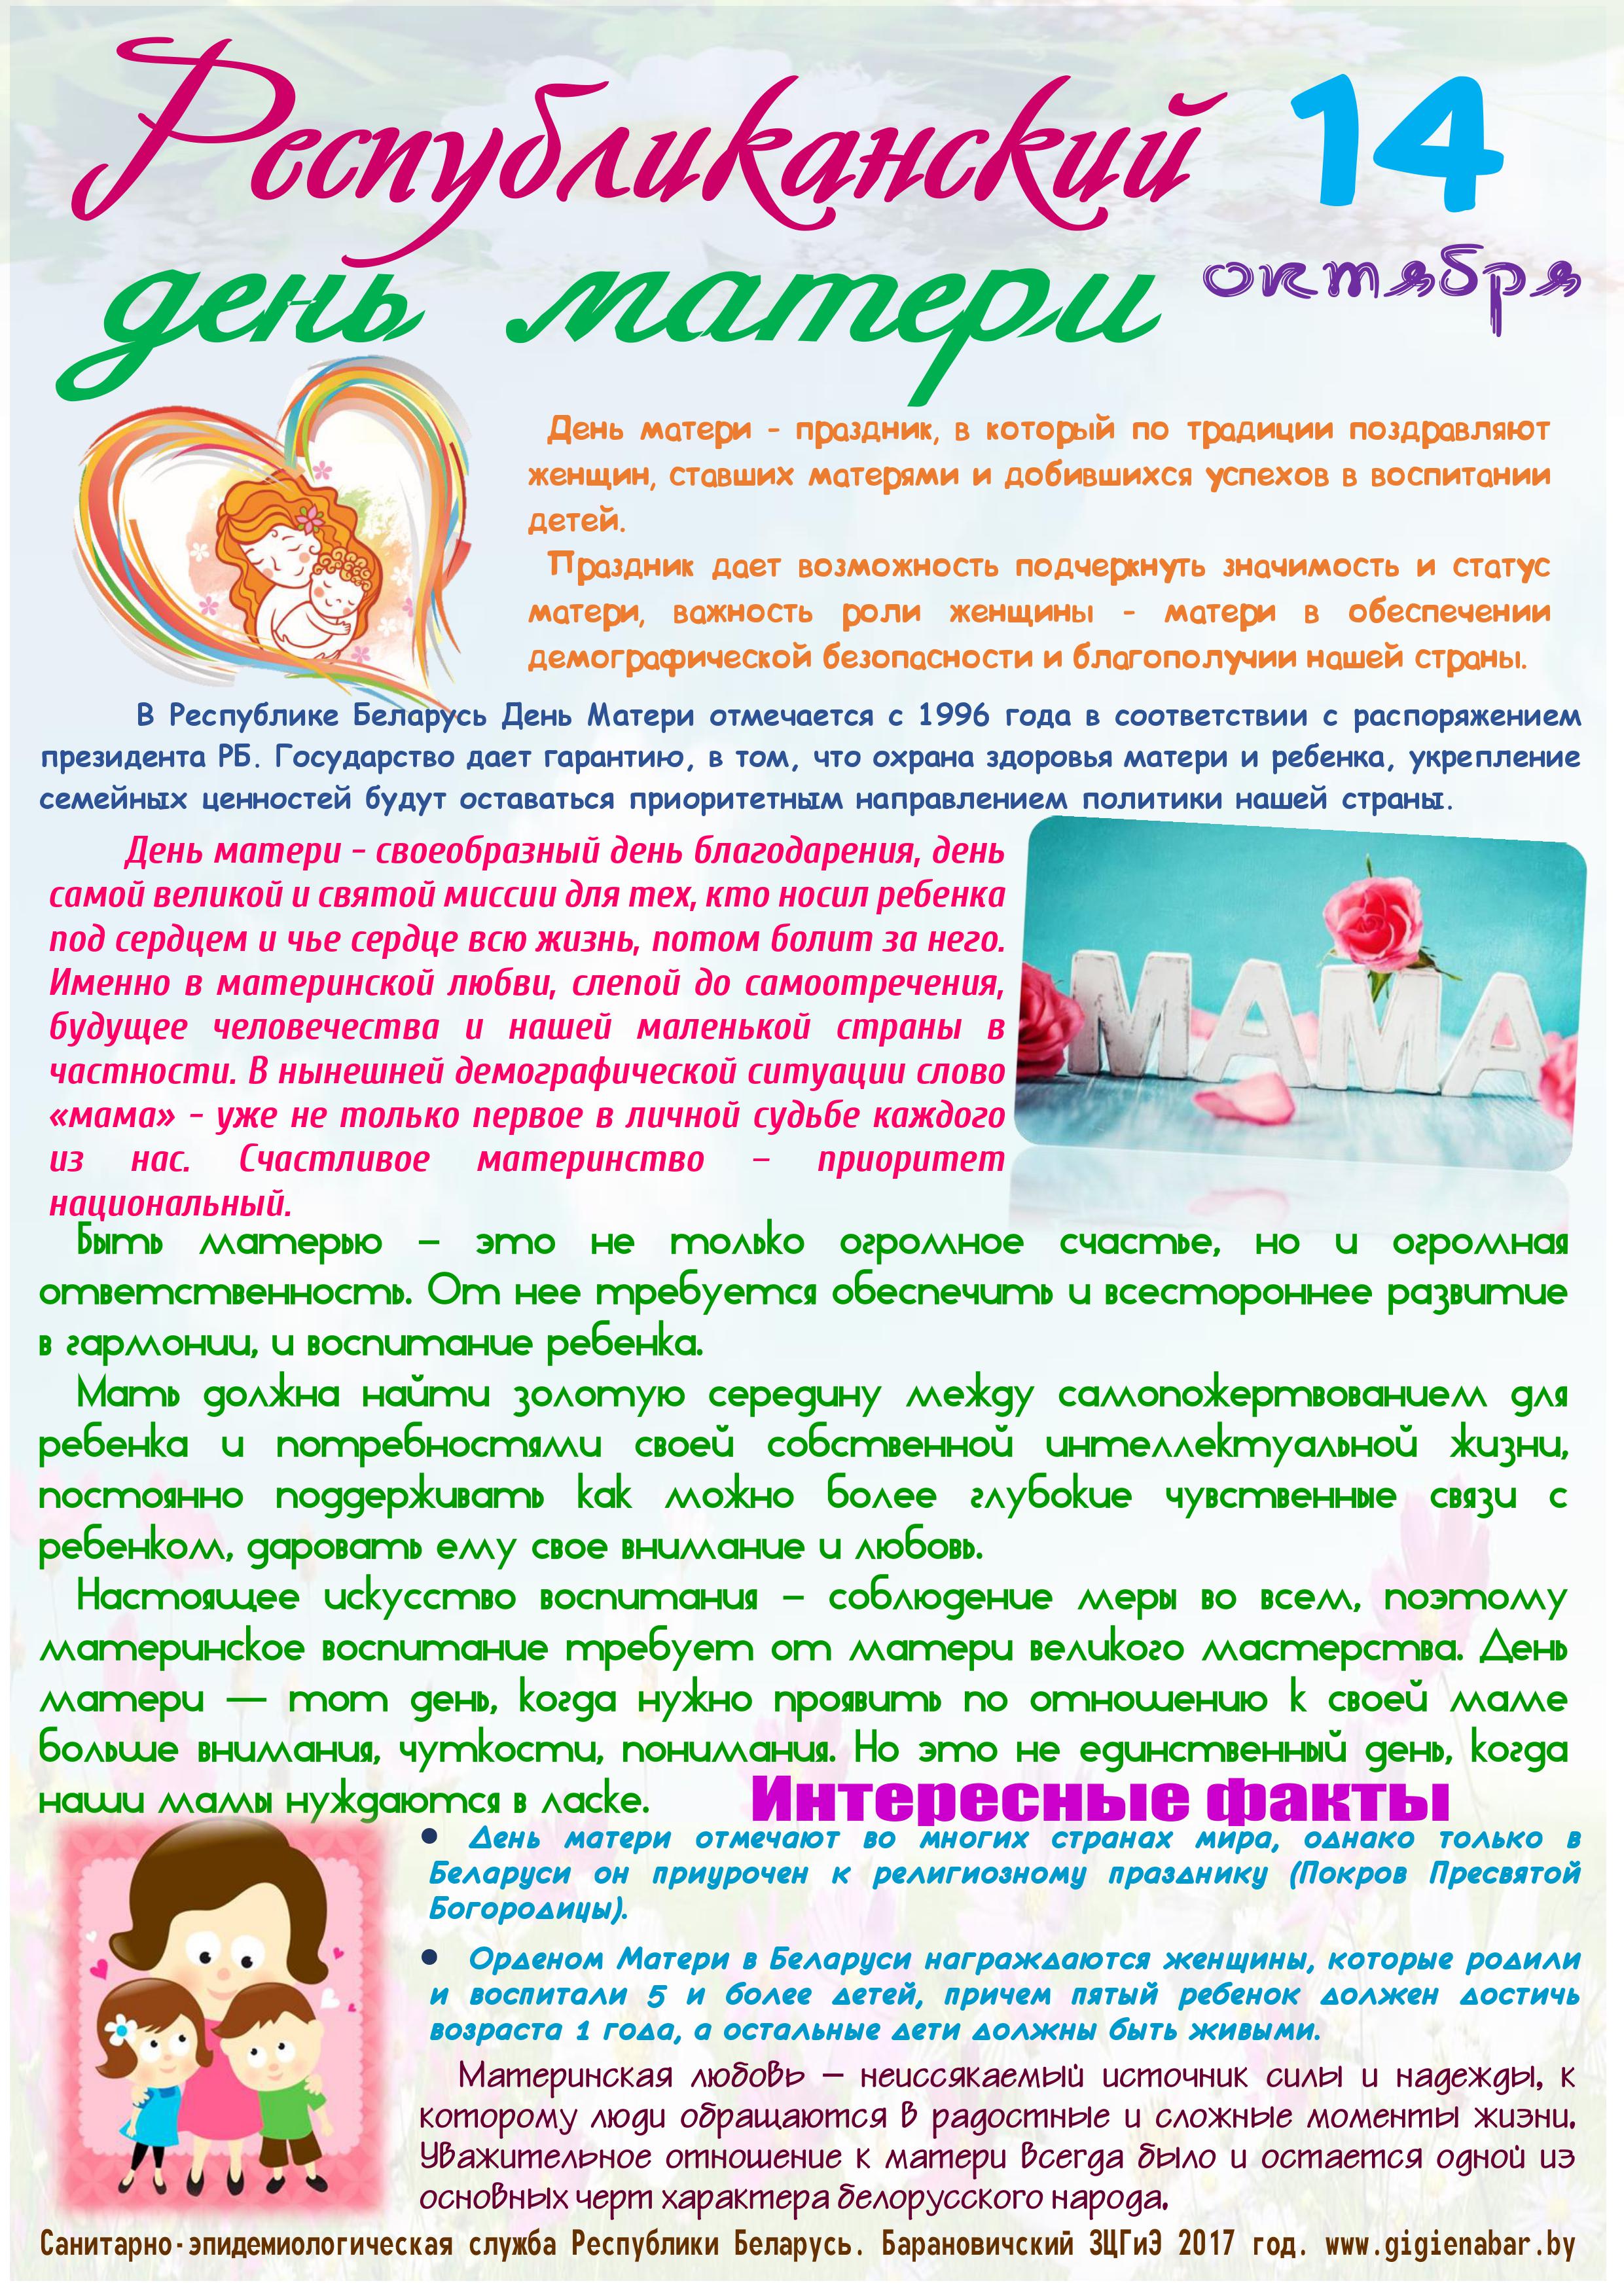 Республиканский
14
октября
день матери
День матери - праздник, в который по традиции поздравляют
женщин, ставших матерями и добившихся успехов в воспитании
детей.
Праздник дает возможность подчеркнуть значимость и статус
матери, важность роли женщины - матери в обеспечении
демографической безопасности и благополучии нашей страны.
В Республике Беларусь День Матери отмечается с 1996 года в соответствии с распоряжением
президента РБ. Государство дает гарантию, в том, что охрана здоровья матери и ребенка, укрепление
семейных ценностей будут оставаться приоритетным направлением политики нашей страны.
День матери - своеобразный день благодарения, день
самой великой и святой миссии для тех, кто носил ребенка
под сердцем и чье сердце всю жизнь, потом болит за него.
Именно в материнской любви, слепой до самоотречения,
будущее человечества и нашей маленькой страны в
частности. В нынешней демографической ситуации слово
«мама» - уже не только первое в личной судьбе каждого
из нас. Счастливое материнство – приоритет
национальный.
МАМА
Быть матерью – это не только огромное счастье, но и огромная
ответственность. От нее требуется обеспечить и всестороннее развитие
в гармонии, и воспитание ребенка.
Мать должна найти золотую середину между самопожертвованием для
ребенка и потребностями своей собственной интеллектуальной жизни,
постоянно поддерживать как можно более глубокие чувственные связи с
ребенком, даровать ему свое внимание и любовь.
Настоящее искусство воспитания – соблюдение меры во всем, поэтому
материнское воспитание требует от матери великого мастерства. День
матери — тот день, когда нужно проявить по отношению к своей маме
больше внимания, чуткости, понимания. Но это не единственный день, когда
наши мамы нуждаются в ласке.
Интересные факты
• День матери отмечают во многих странах мира, однако только в
Беларуси он приурочен к религиозному празднику (Покров Пресвятой
Богородицы).
• Орденом Матери в Беларуси награждаются женщины, которые родили
и воспитали 5 и более детей, причем пятый ребенок должен достичь
возраста 1 года, а остальные дети должны быть живыми.
Материнская любовь – неиссякаемый источник силы и надежды, к
которому люди обращаются в радостные и сложные моменты жизни.
Уважительное отношение к матери всегда было и остается одной из
основных черт характера белорусского народа.
Санитарно-эпидемиологическая служба Республики Беларусь. Барановичский ЗЦГиЭ 2017 год. www.gigienabar.by